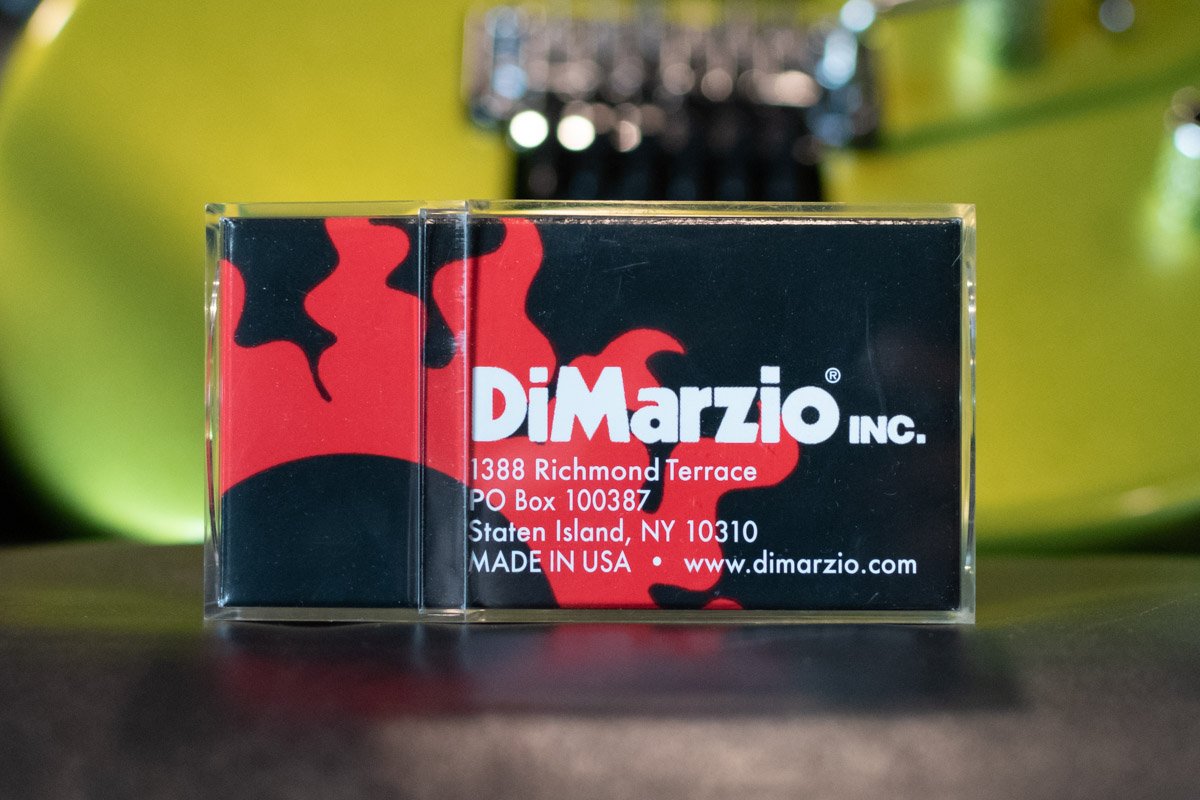 DiMarzio® INC.
1388 Richmond Terrace
PO Box 100387
Staten Island, NY 10310
MADE IN USA • www.dimarzio.com